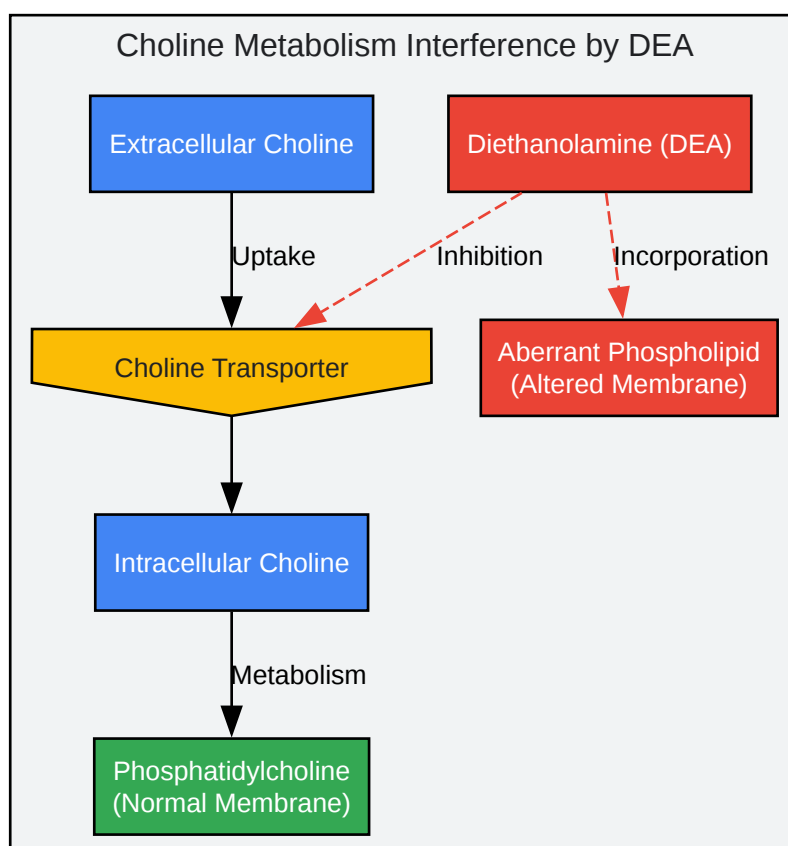 Choline Metabolism Interference by DEA
Extracellular Choline
Diethanolamine (DEA)
Uptake
Inhibition
Incorporation
Choline Transporter
Aberrant Phospholipid
(Altered Membrane)
Intracellular Choline
Metabolism
Phosphatidylcholine
(Normal Membrane)